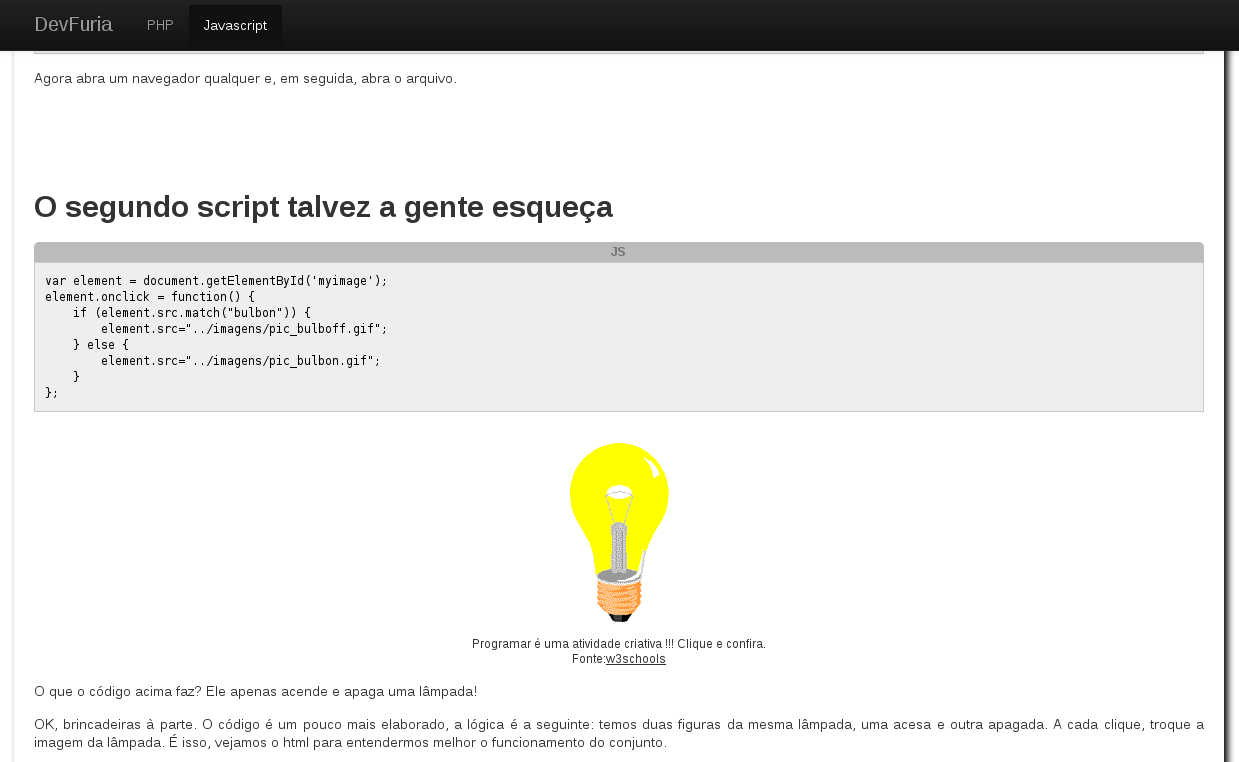 DevFuria PHP Javascript
Agora abra um navegador qualquer e, em seguida, abra o arquivo.
O segundo script talvez a gente esqueça
JS
var element = document.getElementById('myimage');
element.onclick = function() {
    if (element.src.match("bulbon")) {
        element.src="../imagens/pic_bulboff.gif";
    } else {
        element.src="../imagens/pic_bulbon.gif";
    }
};
Programar é uma atividade criativa !!! Clique e confira.
Fonte:w3schools
O que o código acima faz? Ele apenas acende e apaga uma lâmpada!
OK, brincadeiras à parte. O código é um pouco mais elaborado, a lógica é a seguinte: temos duas figuras da mesma lâmpada, uma acesa e outra apagada. A cada clique, troque a
imagem da lâmpada. É isso, vejamos o html para entendermos melhor o funcionamento do conjunto.